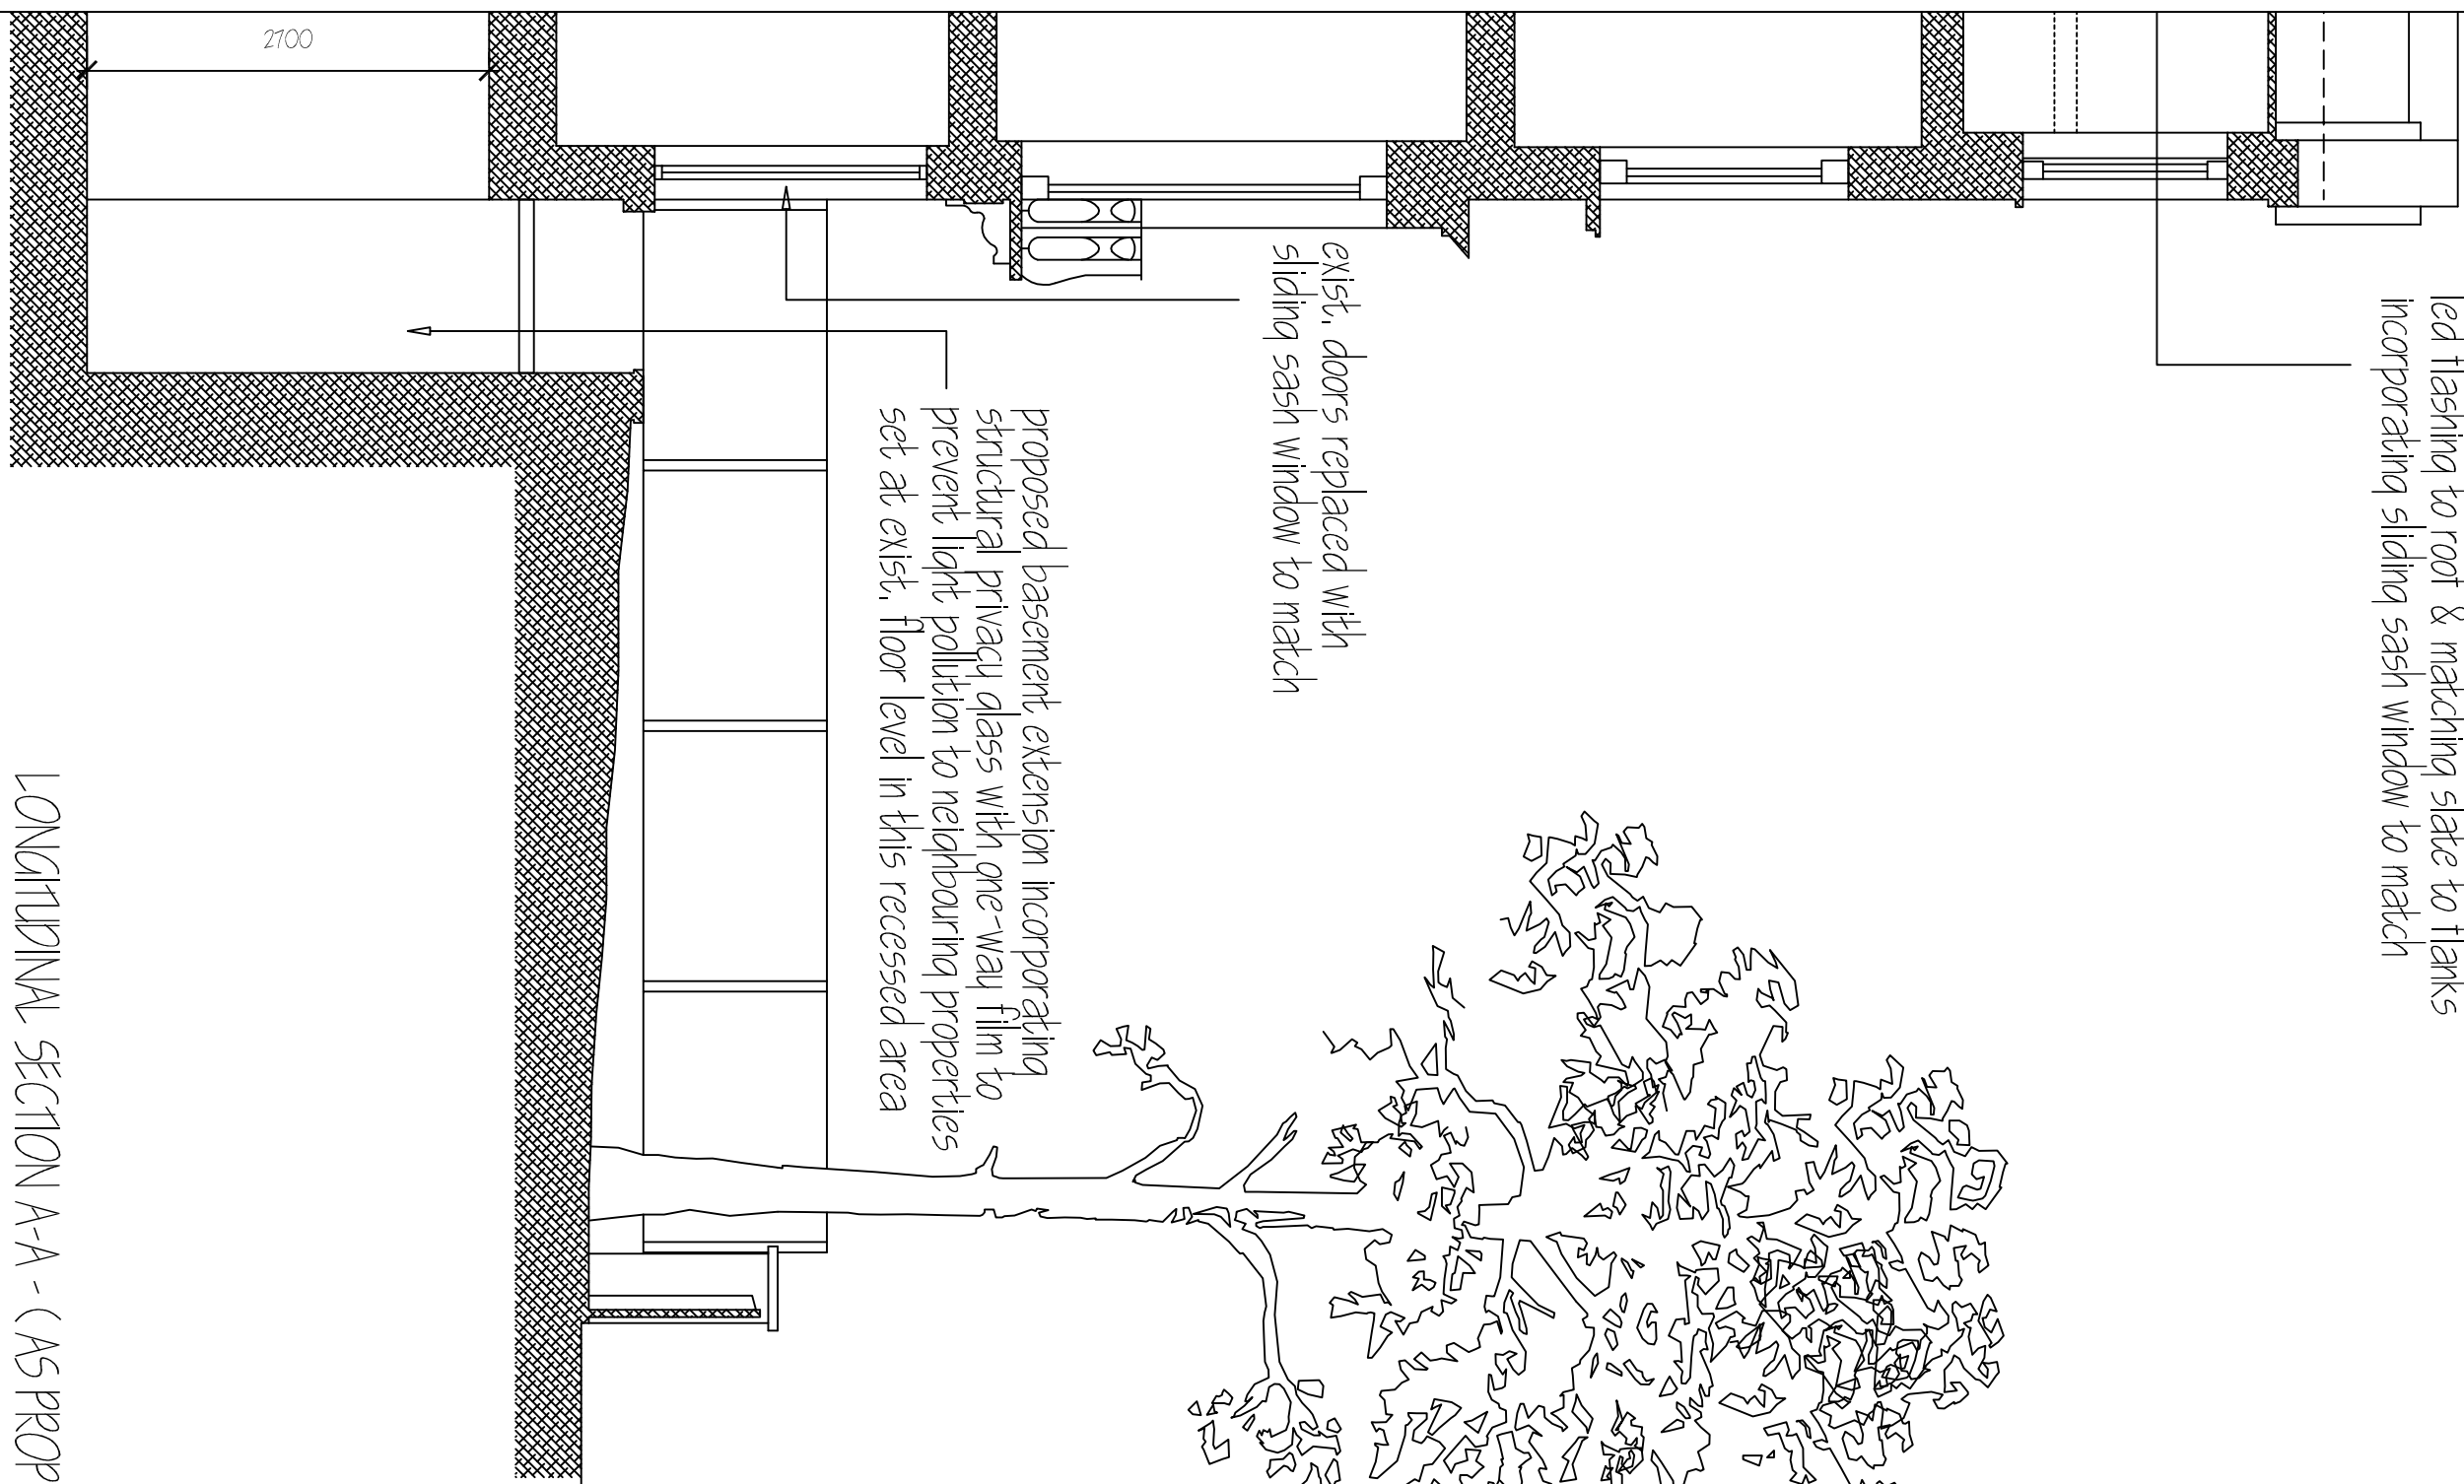 led flashing to roof & matching slate to flanks
incorporating sliding sash window to match
exist. doors replaced with
sliding sash window to match
proposed basement extension incorporating
structural privacy glass with one-way film to
prevent light pollution to neighbouring properties
set at exist. floor level in this recessed area
2700
LONGITUDINAL SECTION A-A - (AS PROP